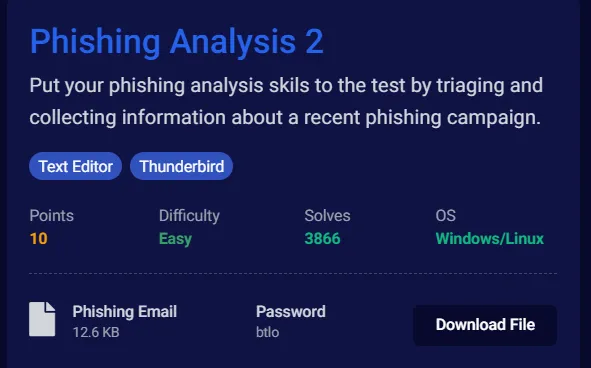 Phishing Analysis 2
Put your phishing analysis skils to the test by triaging and
collecting information about a recent phishing campaign.
Text Editor Thunderbird
Points Difficulty Solves OS
10 Easy 3866 Windows/Linux
Phishing Email Password
12.6 KB btlo
Download File